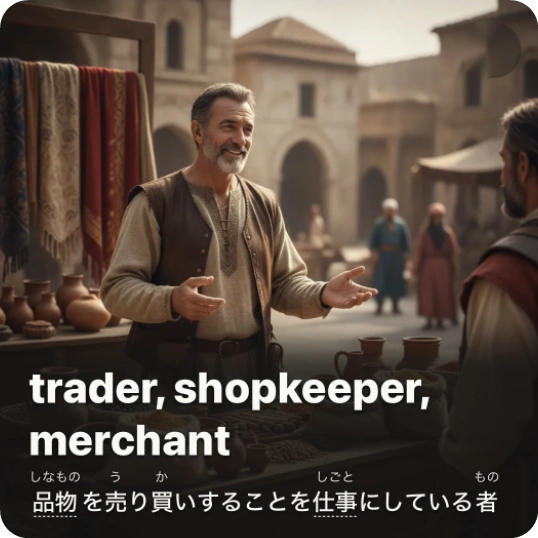 trader, shopkeeper,
merchant
しなもの う か しごと もの
品物を売り買いすることを仕事にしている者